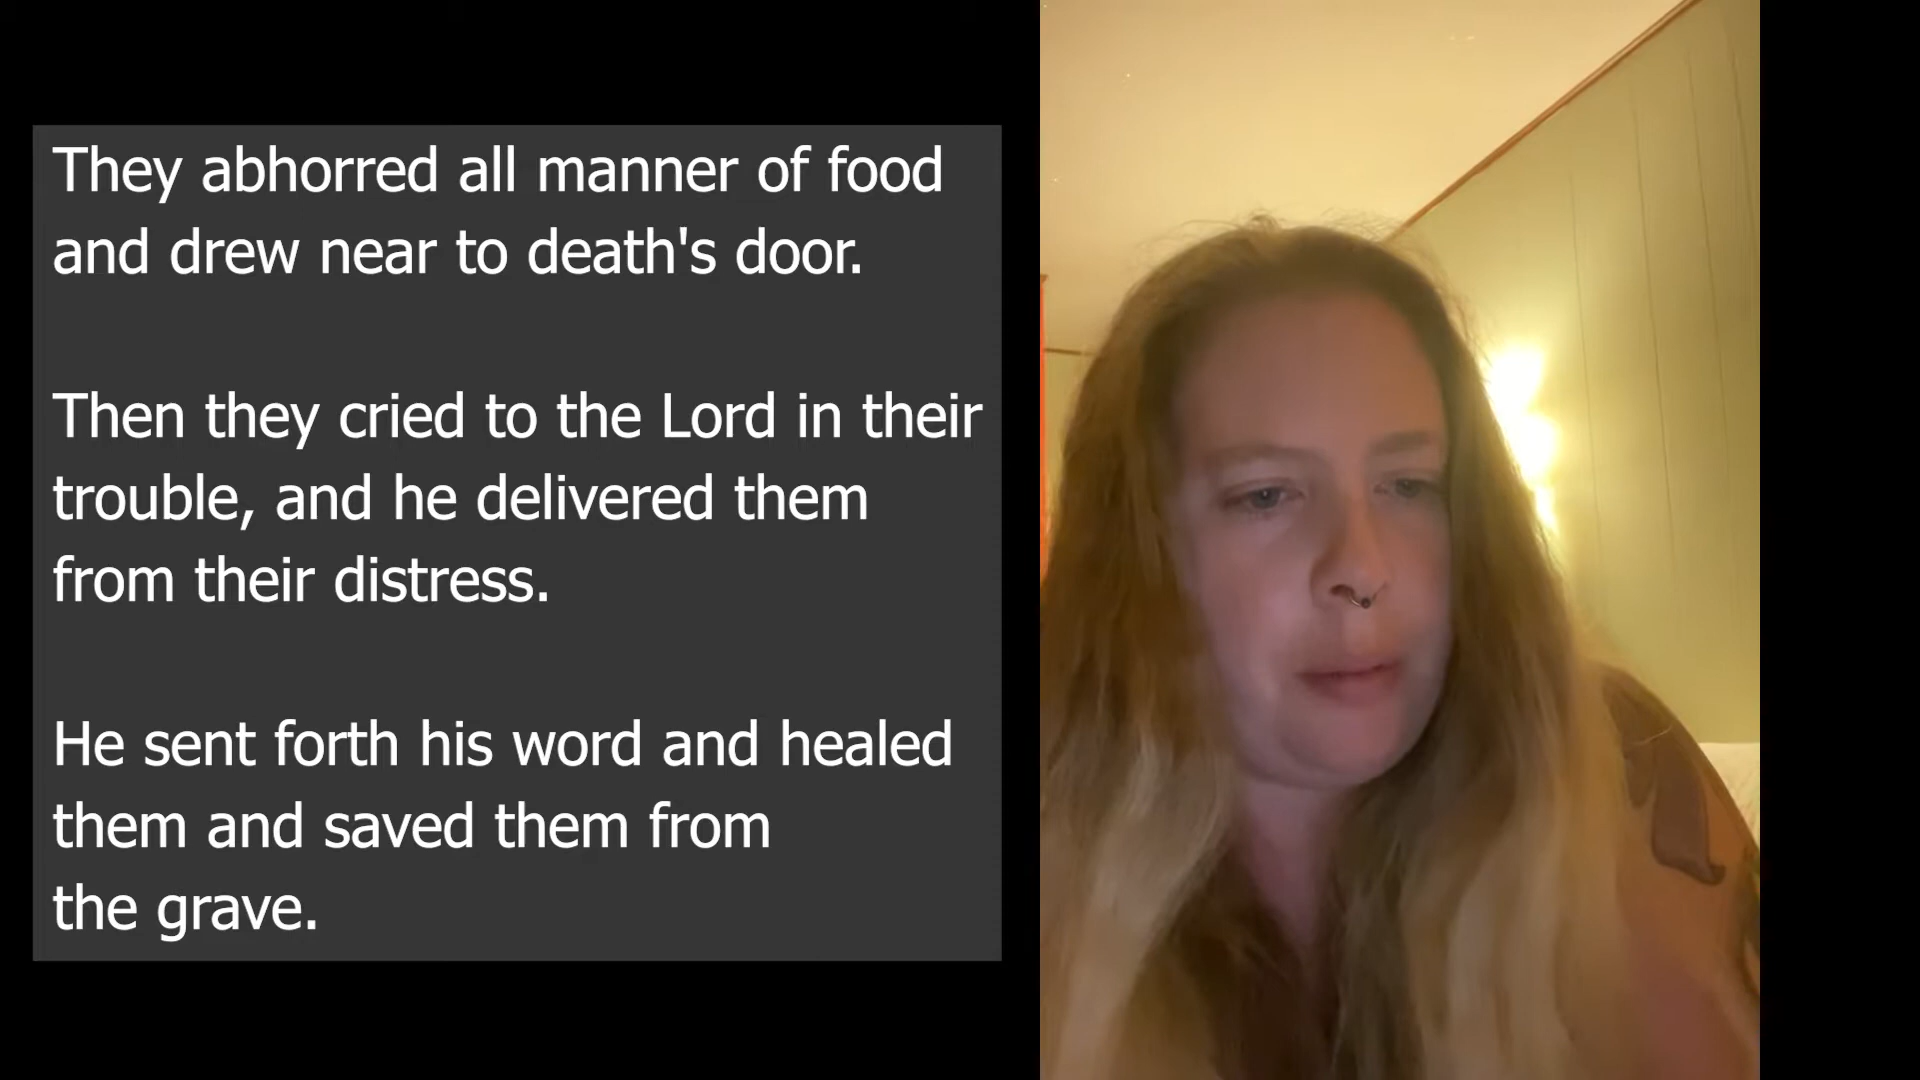 They abhorred all manner of food
and drew near to death's door.
Then they cried to the Lord in their
trouble, and he delivered them
from their distress.
He sent forth his word and healed
them and saved them from
the grave.